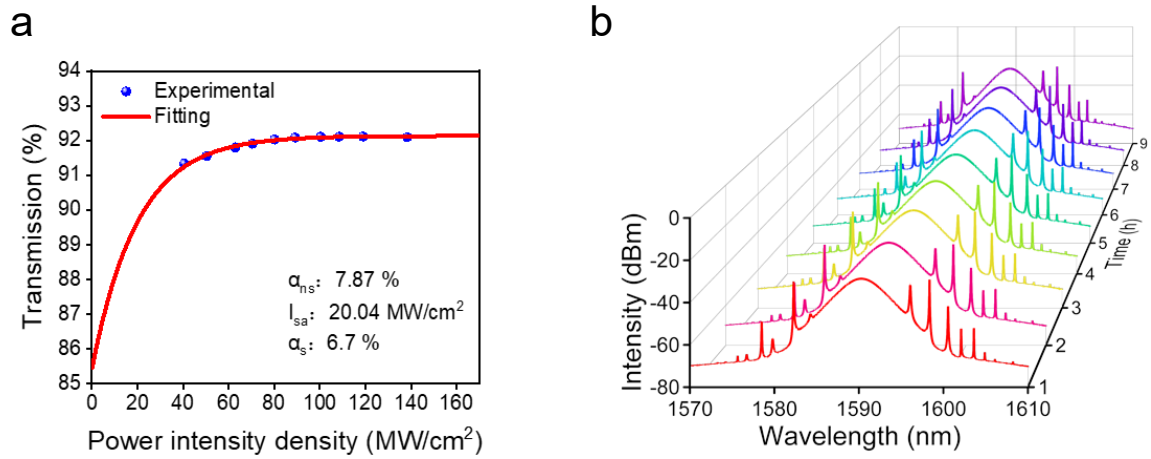 a
94
93
92
91
90
89
88
87
86
85
Transmission (%)
Experimental
Fitting
αns：7.87 %
Isa：20.04 MW/cm2
αs：6.7 %
0 20 40 60 80 100 120 140 160
Power intensity density (MW/cm2)
b
0
-20
-40
-60
-80
Intensity (dBm)
1570 1580 1590 1600 1610
Wavelength (nm)
1
2
3
4
5
6
7
8
9
Time (h)